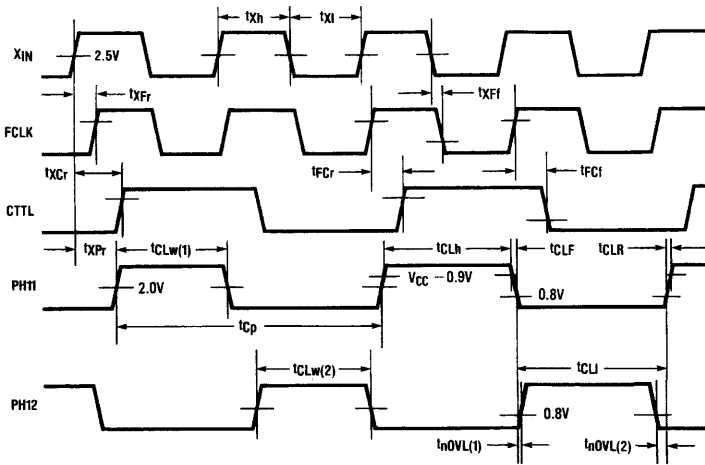 tXh tXl
XIN 2.5V
tXFr tXFf
FCLK
tXCr tFCr tFCf
CTTL
tXPr tCLw(1) tCLh tCLF tCLR
PH11 2.0V VCC −0.9V 0.8V
tCp
tCLw(2) tCLl
PH12 0.8V
tnOVL(1) tnOVL(2)